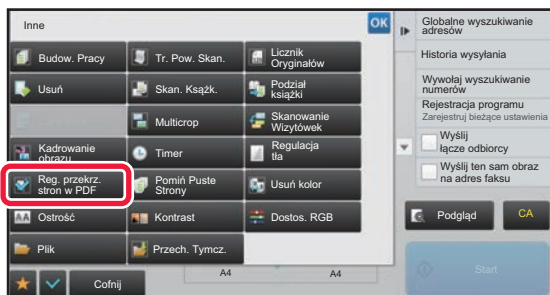 Inne
OK
Budow. Pracy
Tr. Pow. Skan.
Licznik
Oryginałów
Usuń
Skan. Książk.
Podział
książki
Multicrop
Skanowanie
Wizytówek
Kadrowanie
obrazu
Timer
Regulacja
tła
Reg. przekrz.
stron w PDF
Pomiń Puste
Strony
Usuń kolor
AA Ostrość
Kontrast
Dostos. RGB
Plik
Przech. Tymcz.
Cofnij
A4
A4
Globalne wyszukiwanie
adresów
Historia wysyłania
Wywołaj wyszukiwanie
numerów
Rejestracja programu
Zarejestruj bieżące ustawienia
Wyślij
łącze odbiorcy
Wyślij ten sam obraz
na adres faksu
Podgląd
CA
Start